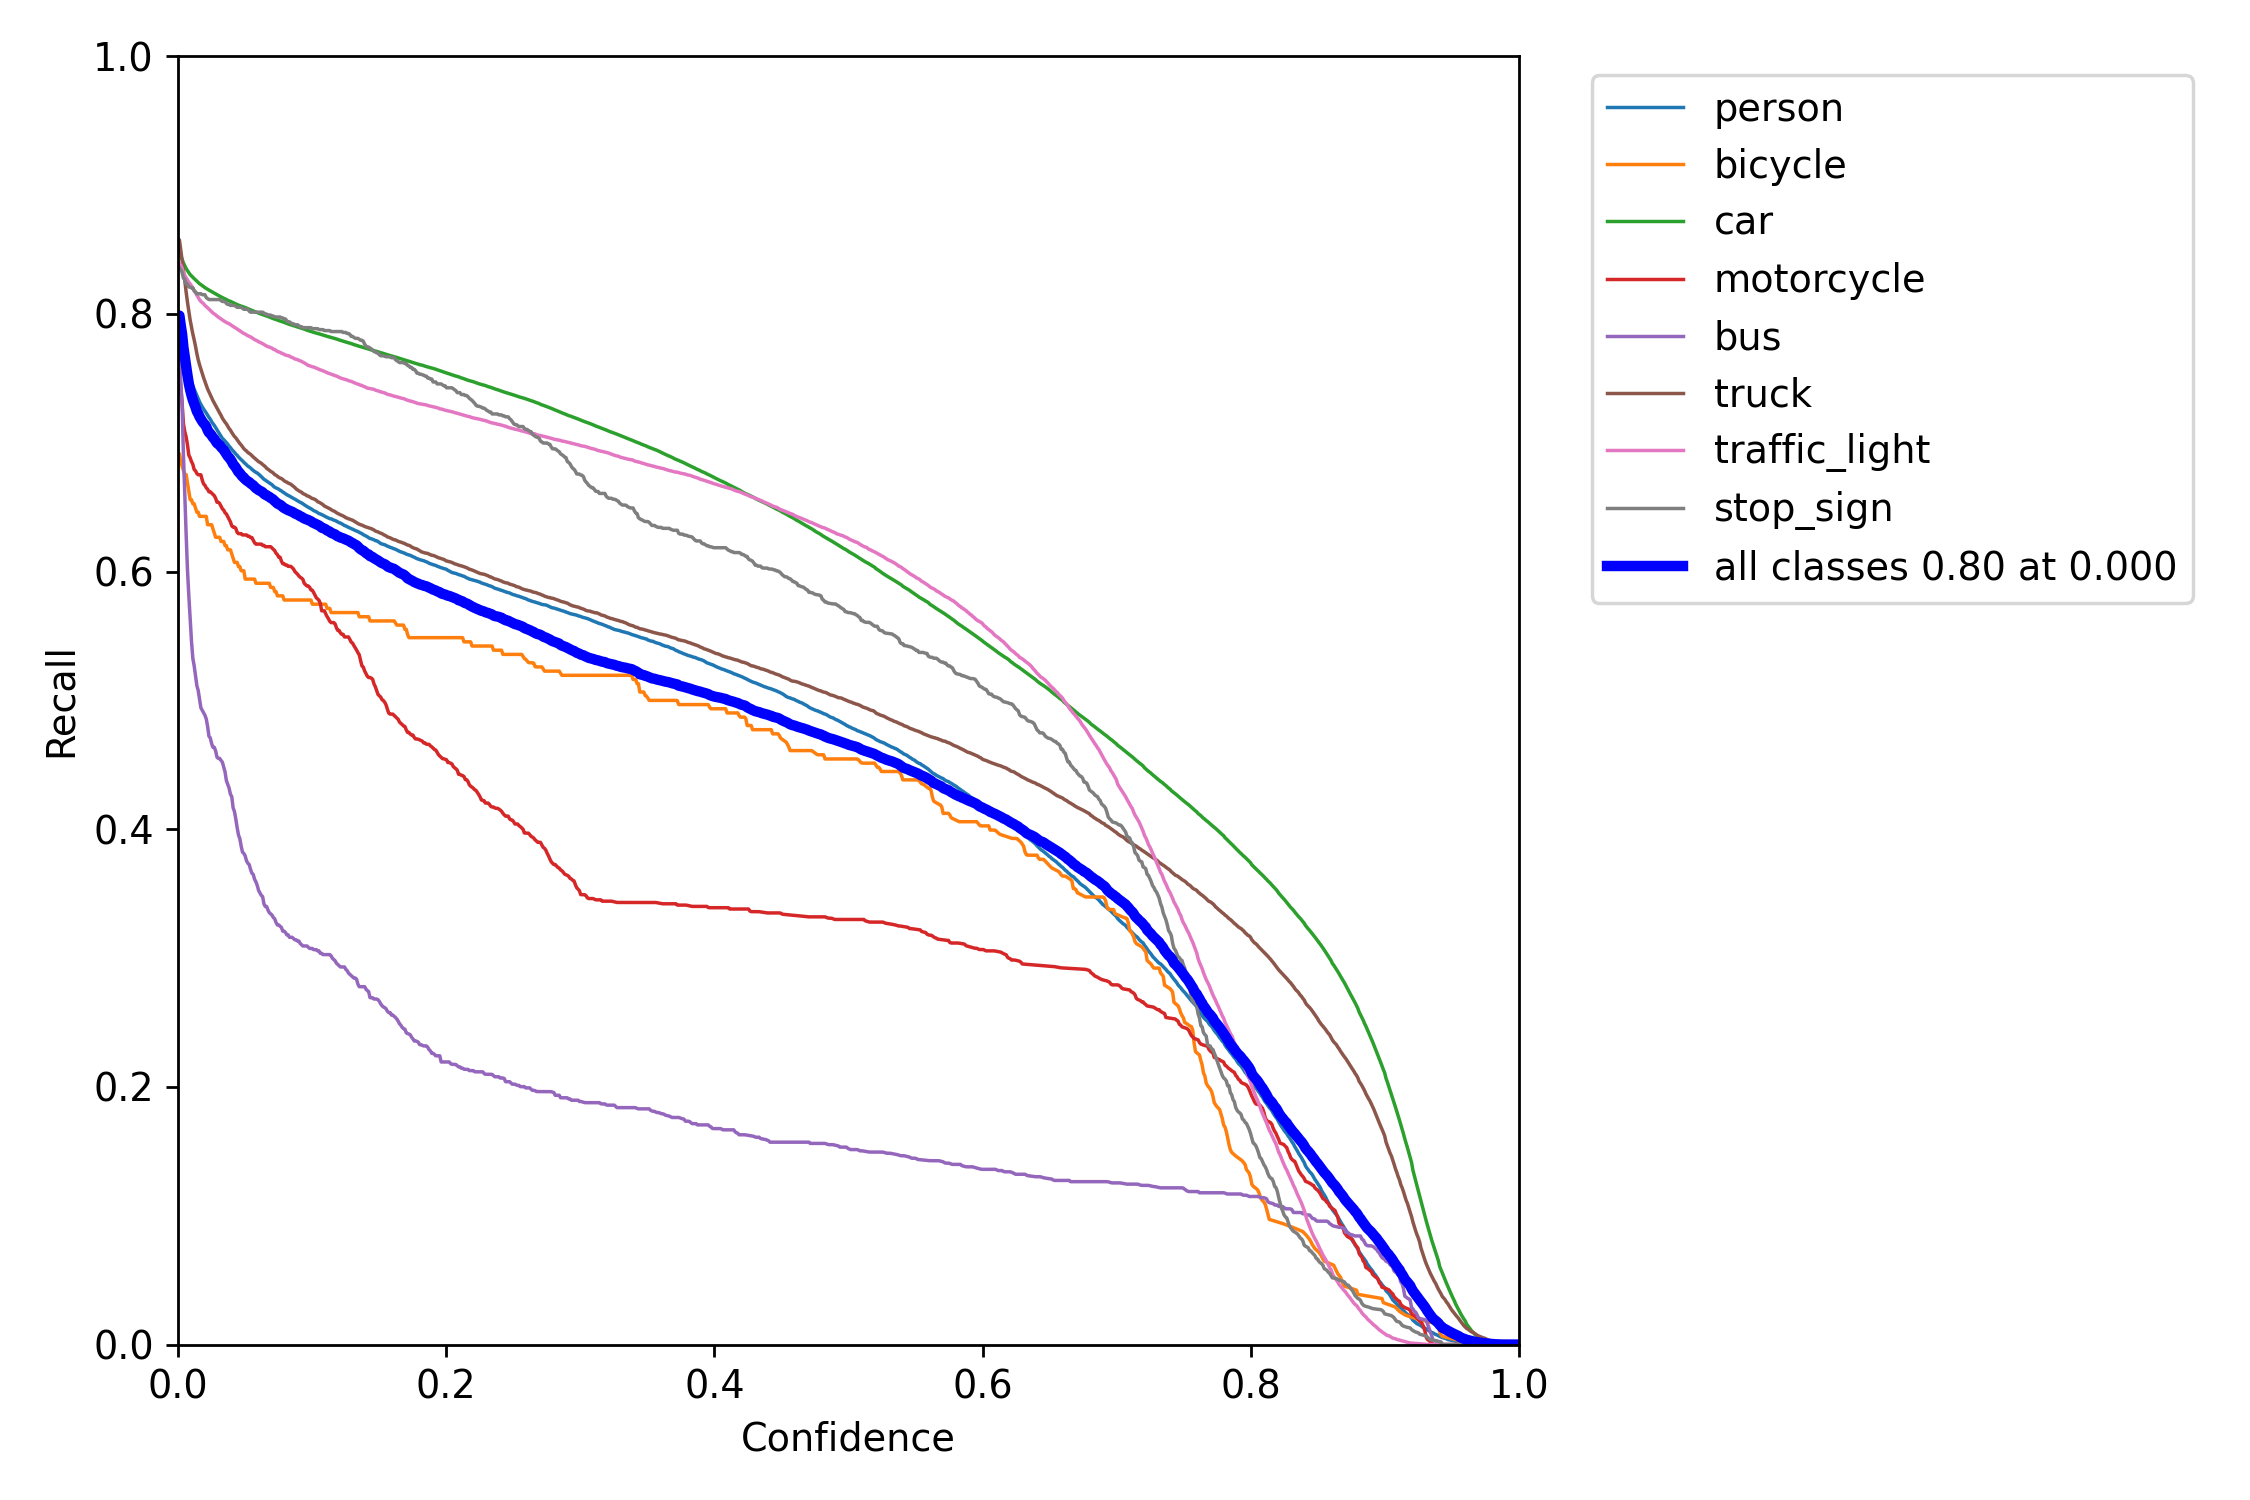 1.0
0.8
0.6
0.4
0.2
0.0
Recall
0.0 0.2 0.4 0.6 0.8 1.0
Confidence
person
bicycle
car
motorcycle
bus
truck
traffic_light
stop_sign
all classes 0.80 at 0.000